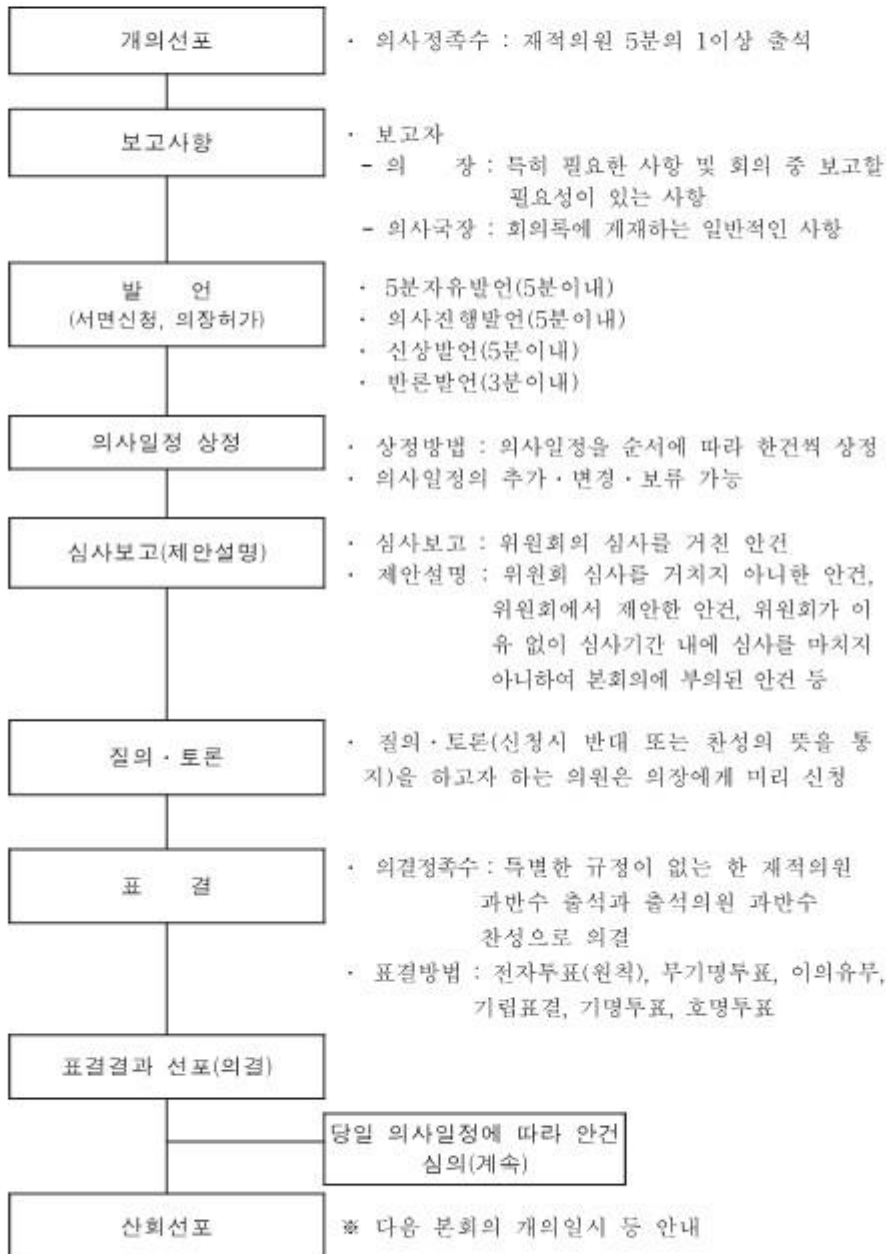 개의선포
· 의사정족수 : 재적의원 5분의 1이상 출석
보고사항
· 보고자
- 의 장 : 특히 필요한 사항 및 회의 중 보고할
필요성이 있는 사항
- 의사국장 : 회의록에 게재하는 일반적인 사항
발 언
(서면신청, 의장허가)
· 5분자유발언(5분이내)
· 의사진행발언(5분이내)
· 신상발언(5분이내)
· 반론발언(3분이내)
의사일정 상정
· 상정방법 : 의사일정을 순서에 따라 한건씩 상정
· 의사일정의 추가·변경·보류 가능
심사보고(제안설명)
· 심사보고 : 위원회의 심사를 거친 안건
· 제안설명 : 위원회 심사를 거치지 아니한 안건,
위원회에서 제안한 안건, 위원회가 이
유 없이 심사기간 내에 심사를 마치지
아니하여 본회의에 부의된 안건 등
질의·토론
· 질의·토론(신청시 반대 또는 찬성의 뜻을 통
지)을 하고자 하는 의원은 의장에게 미리 신청
표 결
· 의결정족수 : 특별한 규정이 없는 한 재적의원
과반수 출석과 출석의원 과반수
찬성으로 의결
· 표결방법 : 전자투표(원칙), 무기명투표, 이의유무,
기립표결, 기명투표, 호명투표
표결결과 선포(의결)
당일 의사일정에 따라 안건
심의(계속)
산회선포
※ 다음 본회의 개의일시 등 안내